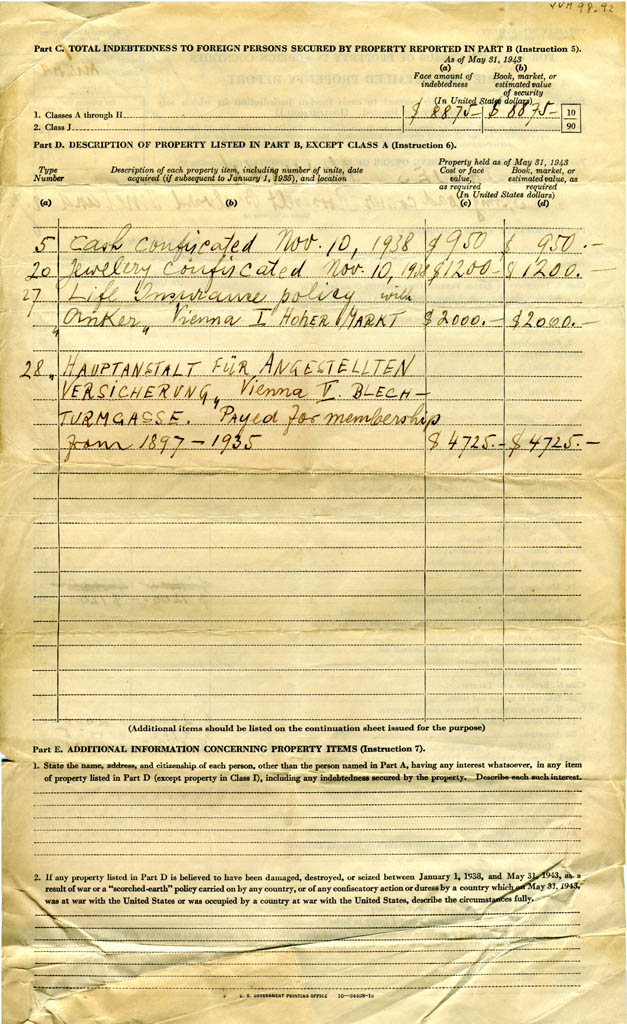 JVM 98.92
Part C. TOTAL INDEBTEDNESS TO FOREIGN PERSONS SECURED BY PROPERTY REPORTED IN PART B (Instruction 5).
As of May 31, 1943
(a) (b)
Face amount of indebtedness Book, market, or estimated value of security
(In United States dollars)
1. Classes A through H $ 8875- $ 8875- 10
2. Class J 90
Part D. DESCRIPTION OF PROPERTY LISTED IN PART B, EXCEPT CLASS A (Instruction 6).
Property held as of May 31, 1943
Type Number Description of each property item, including number of units, date acquired (if subsequent to January 1, 1935), and location Cost or face value, as required Book, market, or estimated value, as required
(In United States dollars)
(a) (b) (c) (d)
5 Cash confiscated Nov. 10, 1938 $ 950 $ 950.-
20 Jewelery confiscated Nov. 10, 1938 $ 1200- $ 1200.-
27 Life Insurance policy with
„Anker„ Vienna I HOHER MARKT $ 2000.- $ 2000.-
28 „HAUPTANSTALT FÜR ANGESTELLTEN
VERSICHERUNG„ Vienna V. BLECH-
TURMGASSE. Payed for membership
from 1897-1935 $ 4725.- $ 4725.-
(Additional items should be listed on the continuation sheet issued for the purpose)
Part E. ADDITIONAL INFORMATION CONCERNING PROPERTY ITEMS (Instruction 7).
1. State the name, address, and citizenship of each person, other than the person named in Part A, having any interest whatsoever, in any item
of property listed in Part D (except property in Class I), including any indebtedness secured by the property. Describe each such interest.
2. If any property listed in Part D is believed to have been damaged, destroyed, or seized between January 1, 1938, and May 31, 1943, as a
result of war or a “scorched-earth” policy carried on by any country, or of any confiscatory action or duress by a country which on May 31, 1943,
was at war with the United States or was occupied by a country at war with the United States, describe the circumstances fully.
U. S. GOVERNMENT PRINTING OFFICE 16-34408-1